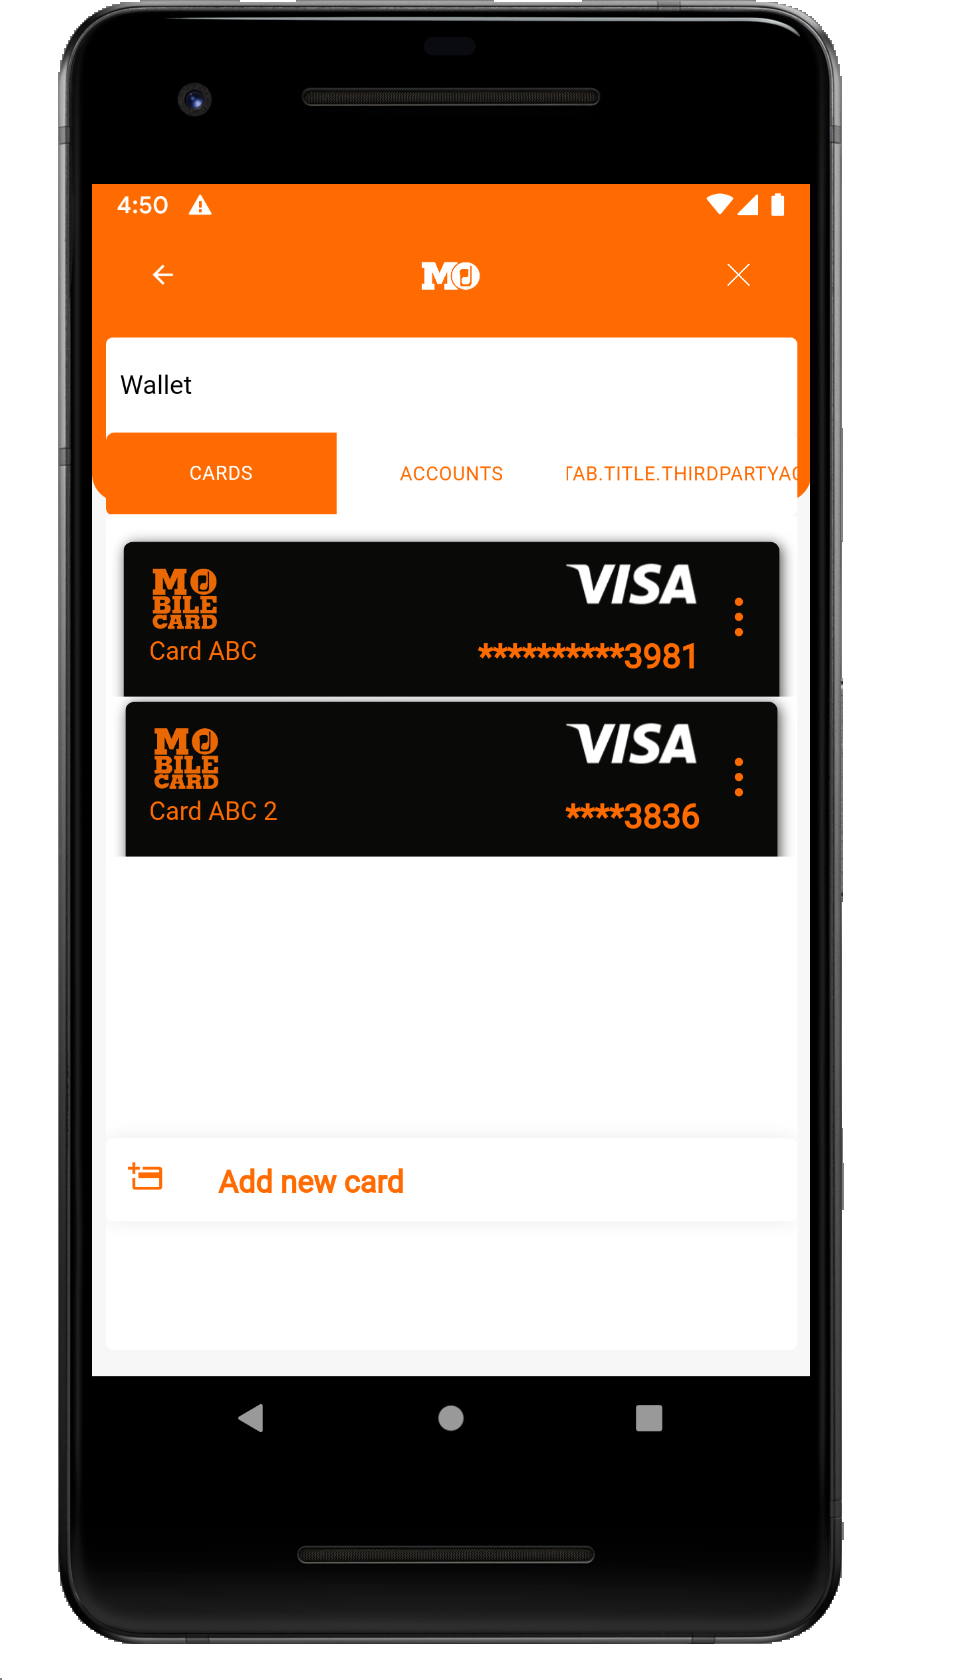 4:50
MO
Wallet
CARDS
ACCOUNTS
TAB.TITLE.THIRDPARTYAC
MO
BILE
CARD
VISA
Card ABC
**********3981
MO
BILE
CARD
VISA
Card ABC 2
****3836
Add new card